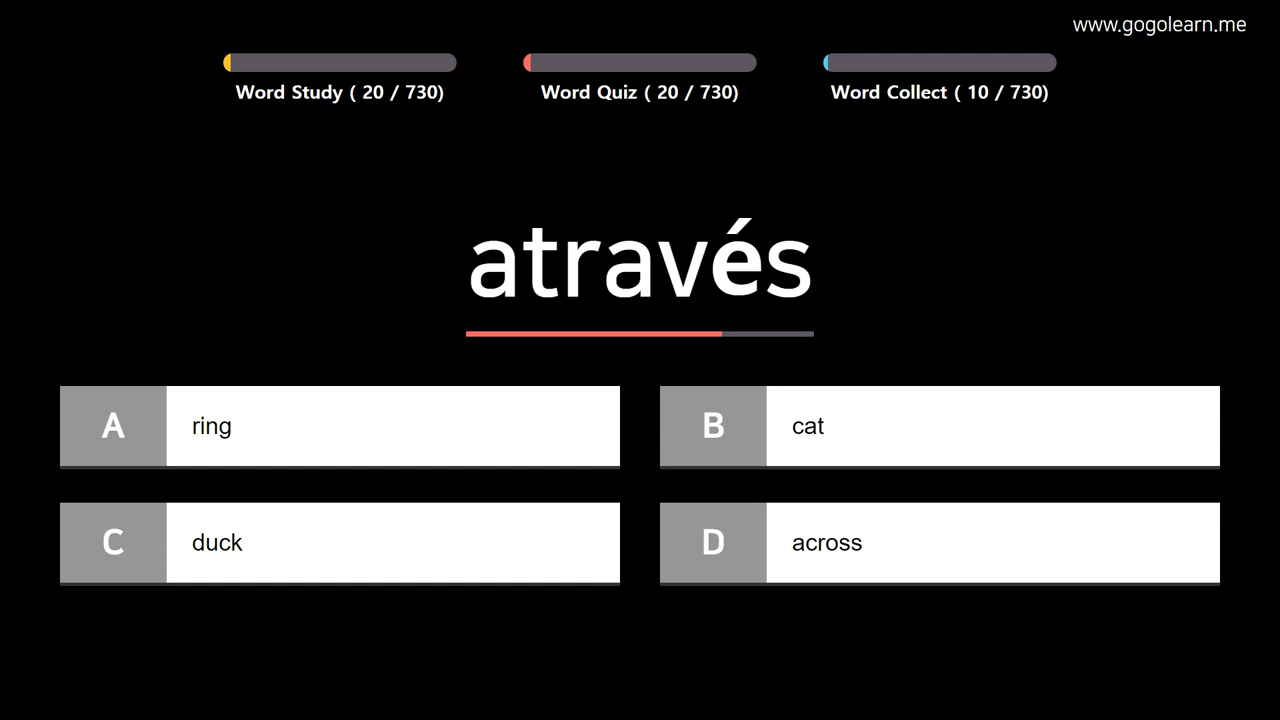 www.gogolearn.me
Word Study ( 20 / 730)
Word Quiz ( 20 / 730)
Word Collect ( 10 / 730)
através
A ring
B cat
C duck
D across